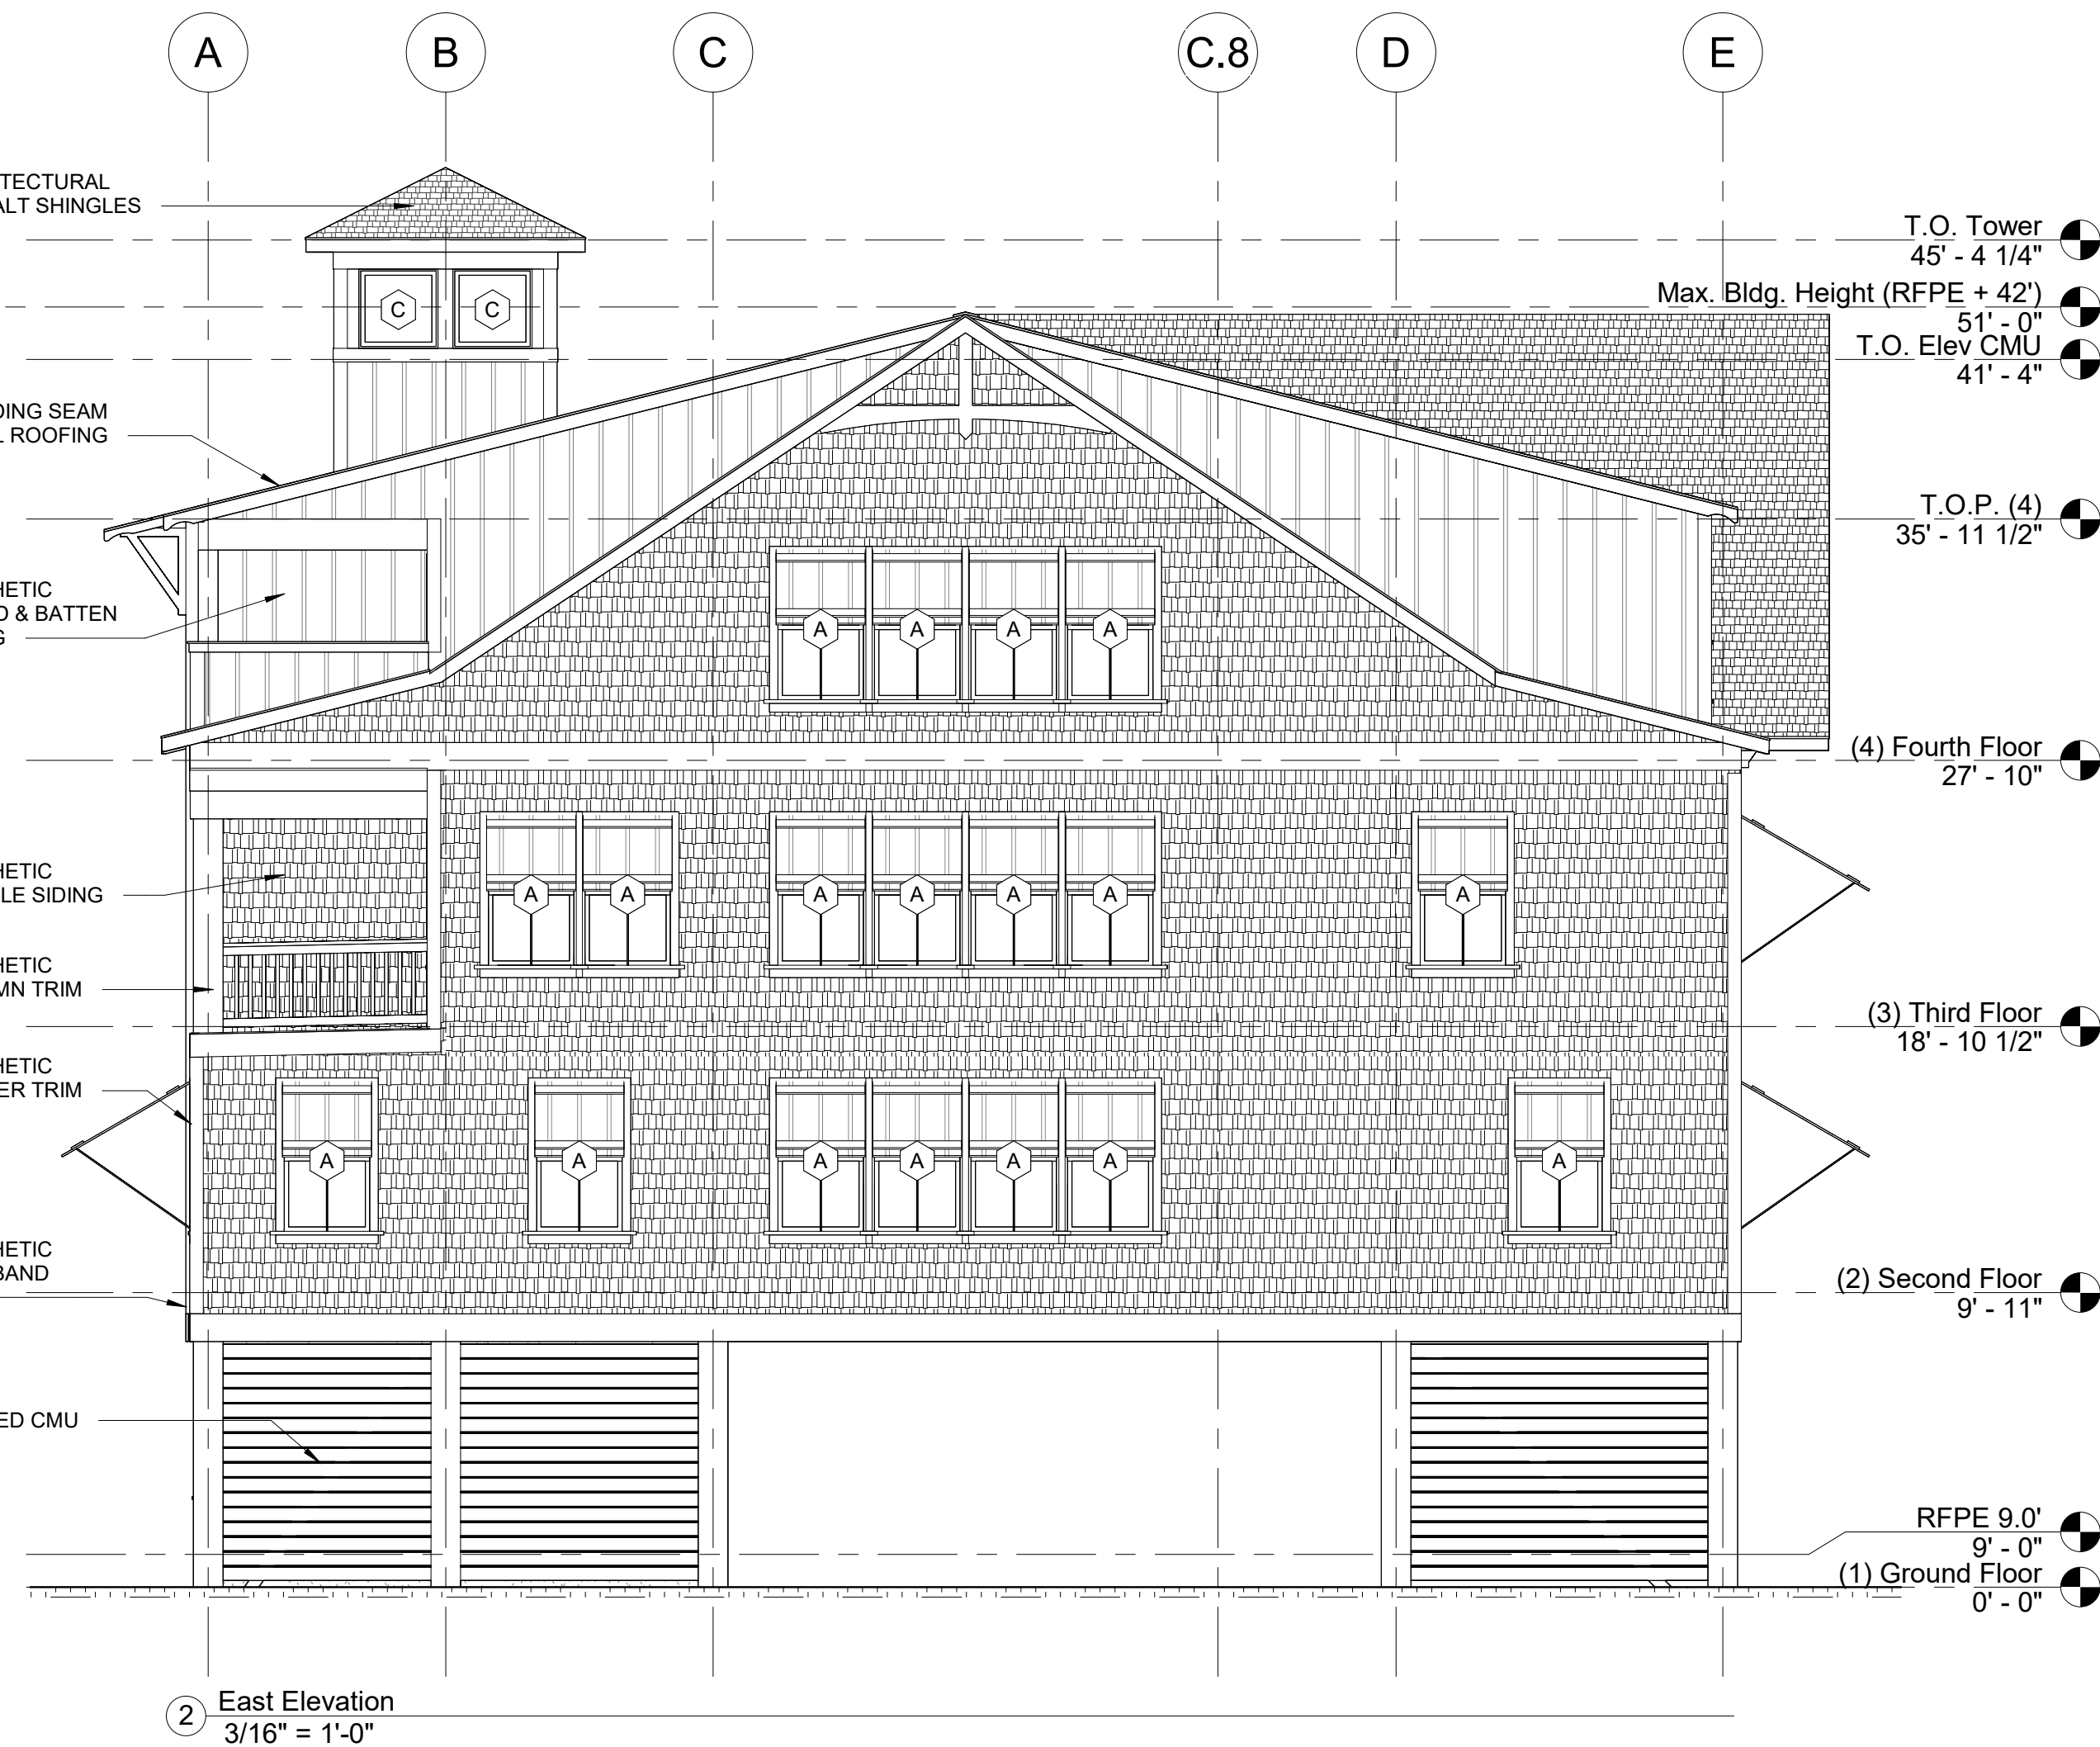 A
B
C
C.8
D
E
TECTURAL
ALT SHINGLES
T.O. Tower
45' - 4 1/4"
Max. Bldg. Height (RFPE + 42')
51' - 0"
C
C
T.O. Elev CMU
41' - 4"
DING SEAM
L ROOFING
T.O.P. (4)
35' - 11 1/2"
HETIC
D & BATTEN
G
A
A
A
A
(4) Fourth Floor
27' - 10"
HETIC
LE SIDING
A
A
A
A
A
A
A
HETIC
MN TRIM
(3) Third Floor
18' - 10 1/2"
HETIC
ER TRIM
A
A
A
A
A
A
A
HETIC
BAND
(2) Second Floor
9' - 11"
ED CMU
RFPE 9.0'
9' - 0"
(1) Ground Floor
0' - 0"
2
East Elevation
3/16" = 1'-0"